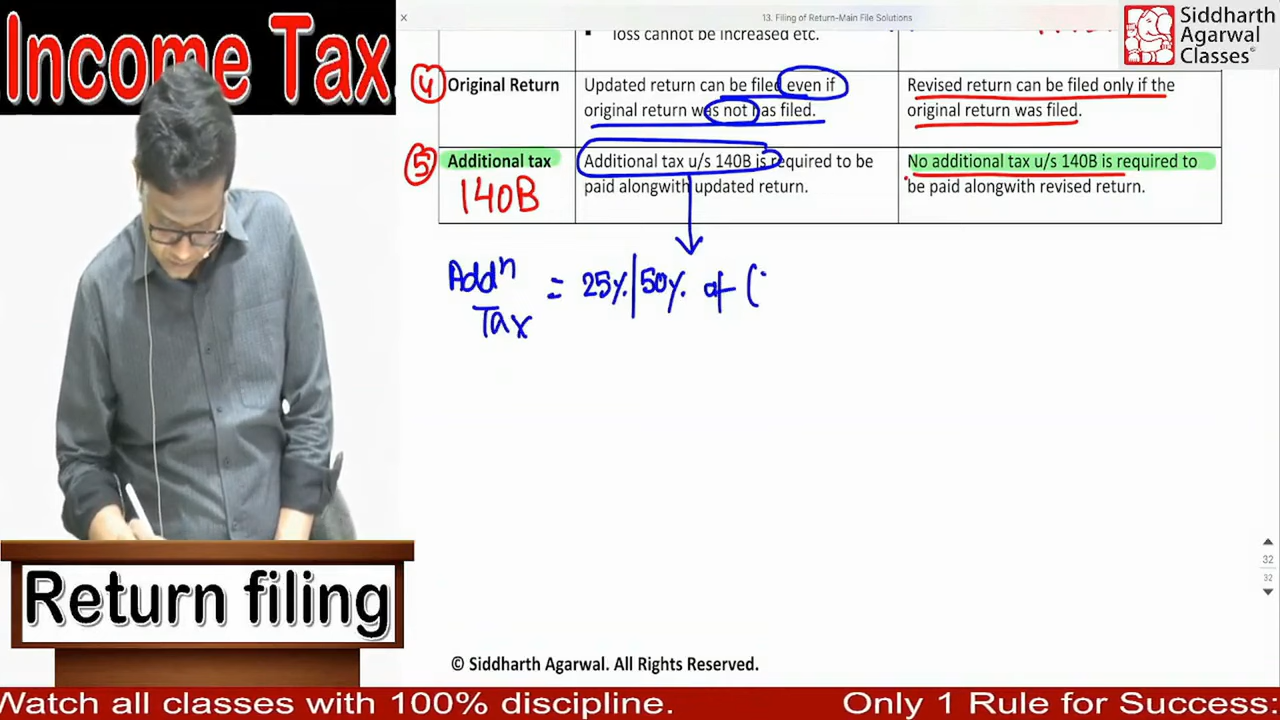 Income Tax
13. Filing of Return-Main File Solutions
Siddharth
Agarwal
Classes
loss cannot be increased etc.
4 Original Return
Updated return can be filed even if
original return was not has filed.
Revised return can be filed only if the
original return was filed.
5 Additional tax
140B
Additional tax u/s 140B is required to be
paid alongwith updated return.
No additional tax u/s 140B is required to
be paid alongwith revised return.
Addn
Tax
= 25%/50% of (
32
32
Return filing
© Siddharth Agarwal. All Rights Reserved.
Watch all classes with 100% discipline.
Only 1 Rule for Success: